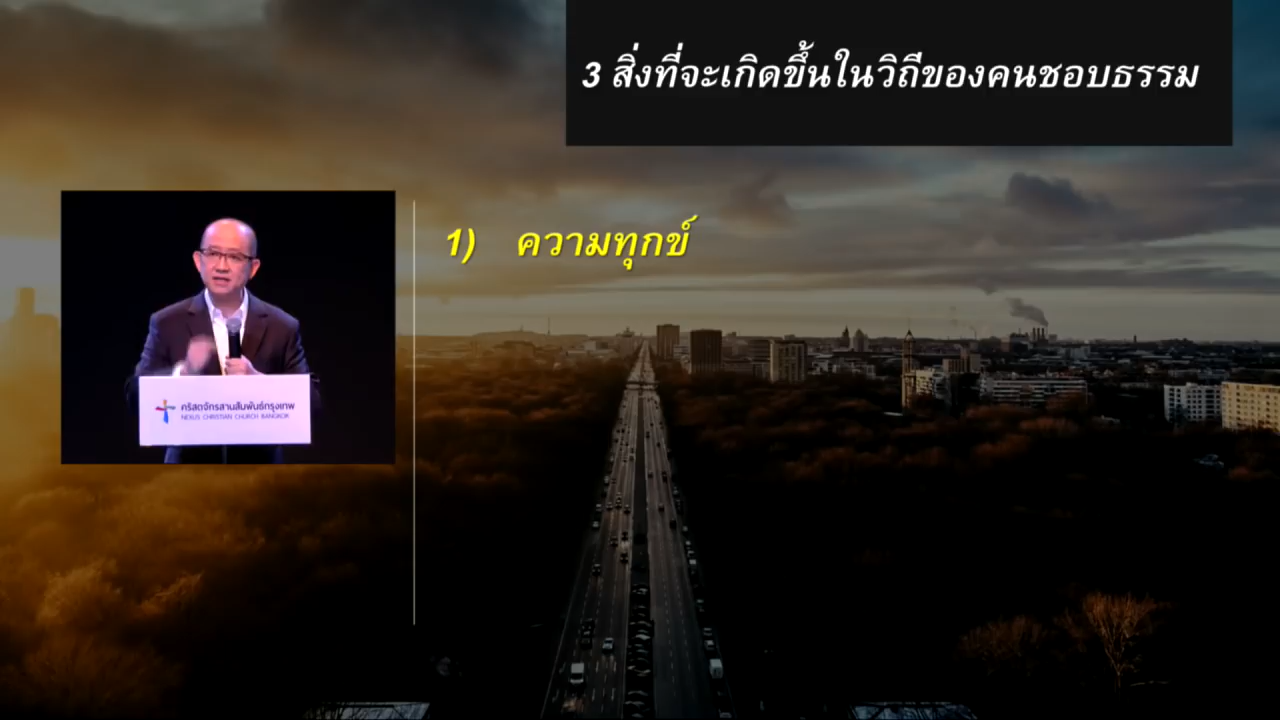 3 สิ่งที่จะเกิดขึ้นในวิถีของคนชอบธรรม
1) ความทุกข์
คริสตจักรสานสัมพันธ์กรุงเทพ
NEXUS CHRISTIAN CHURCH BANGKOK